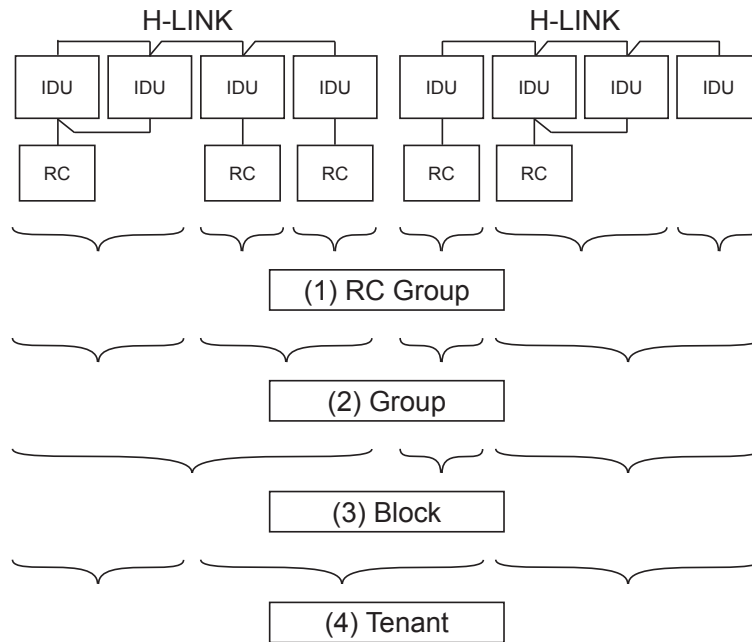 H-LINK H-LINK
IDU IDU IDU IDU IDU IDU IDU IDU
RC RC RC RC RC
(1) RC Group
(2) Group
(3) Block
(4) Tenant